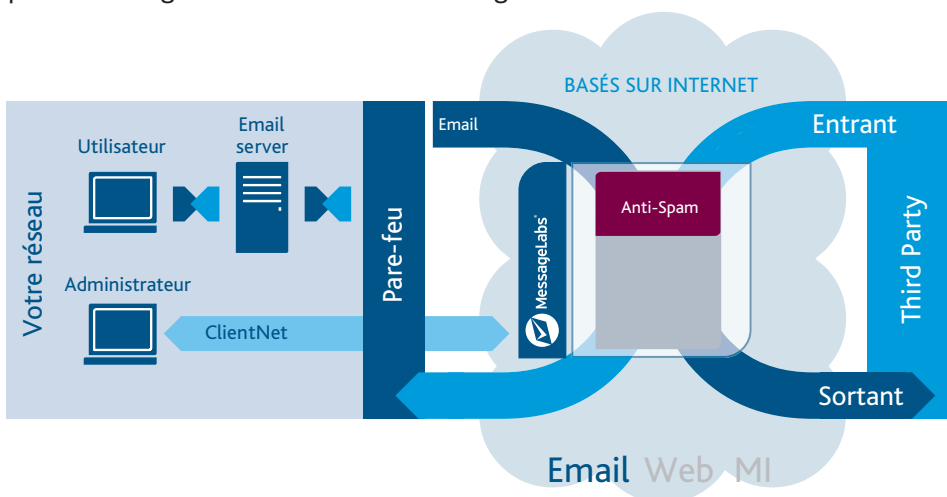 BASÉS SUR INTERNET
Votre réseau
Utilisateur
Email
server
Administrateur
ClientNet
Pare-feu
Email
MessageLabs
Anti-Spam
Entrant
Third Party
Sortant
Email Web MI